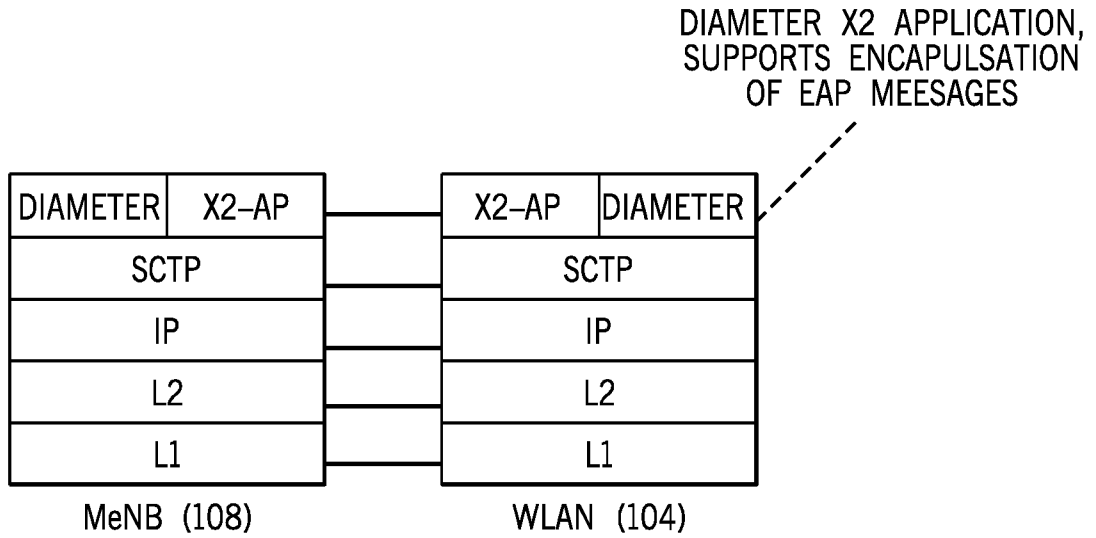 DIAMETER X2 APPLICATION,
SUPPORTS ENCAPULSATION
OF EAP MEESAGES
DIAMETER X2–AP X2–AP DIAMETER
SCTP SCTP
IP IP
L2 L2
L1 L1
MeNB (108) WLAN (104)